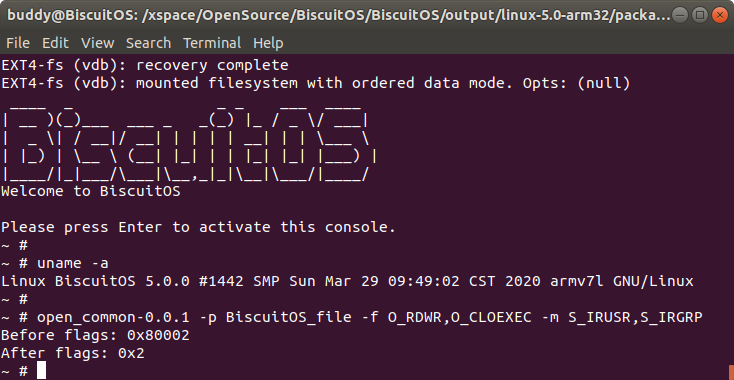 buddy@BiscuitOS: /xspace/OpenSource/BiscuitOS/BiscuitOS/output/linux-5.0-arm32/packa...
File Edit View Search Terminal Help
EXT4-fs (vdb): recovery complete
EXT4-fs (vdb): mounted filesystem with ordered data mode. Opts: (null)
BiscuitOS
Welcome to BiscuitOS
Please press Enter to activate this console.
~ #
~ # uname -a
Linux BiscuitOS 5.0.0 #1442 SMP Sun Mar 29 09:49:02 CST 2020 armv7l GNU/Linux
~ #
~ # open_common-0.0.1 -p BiscuitOS_file -f O_RDWR,O_CLOEXEC -m S_IRUSR,S_IRGRP
Before flags: 0x80002
After flags: 0x2
~ #